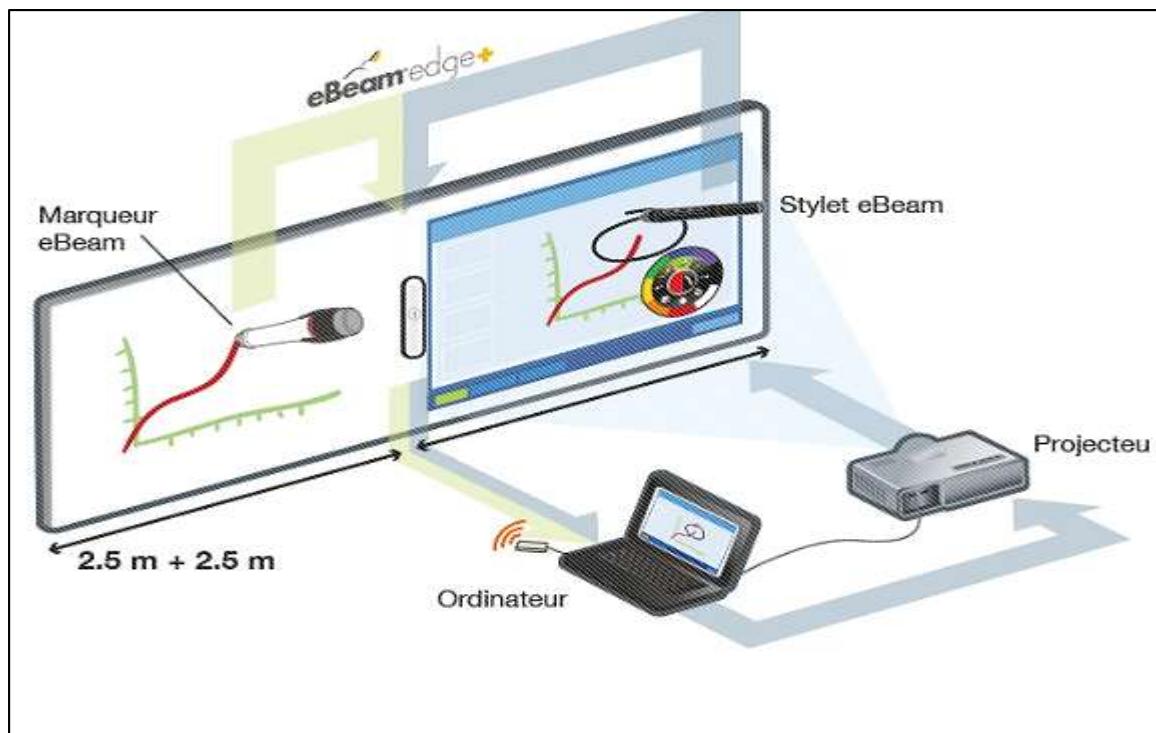 eBeam edge+
Marqueur
eBeam
Stylet eBeam
Projecteu
2.5 m + 2.5 m
Ordinateur